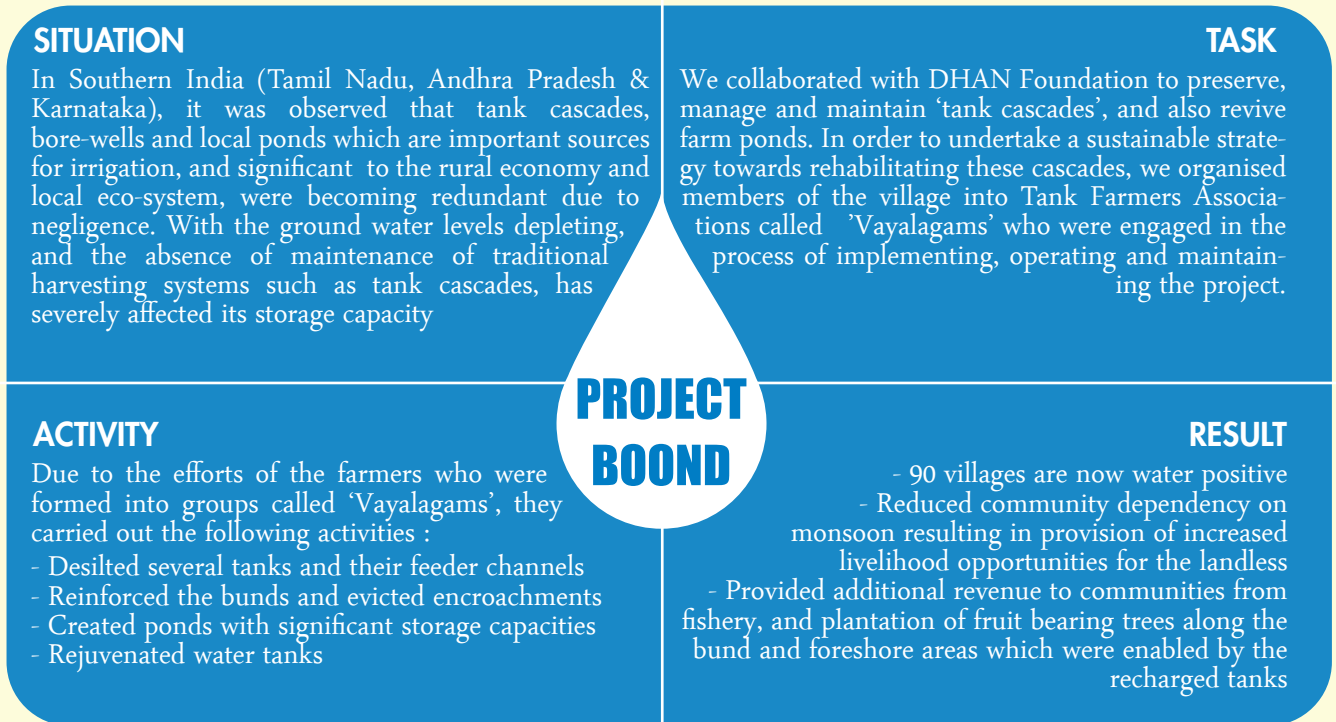 SITUATION
In Southern India (Tamil Nadu, Andhra Pradesh &
Karnataka), it was observed that tank cascades,
bore-wells and local ponds which are important sources
for irrigation, and significant to the rural economy and
local eco-system, were becoming redundant due to
negligence. With the ground water levels depleting,
and the absence of maintenance of traditional
harvesting systems such as tank cascades, has
severely affected its storage capacity
TASK
We collaborated with DHAN Foundation to preserve,
manage and maintain ‘tank cascades’, and also revive
farm ponds. In order to undertake a sustainable strate-
gy towards rehabilitating these cascades, we organised
members of the village into Tank Farmers Associa-
tions called ’Vayalagams’ who were engaged in the
process of implementing, operating and maintain-
ing the project.
PROJECT
BOOND
ACTIVITY
Due to the efforts of the farmers who were
formed into groups called ‘Vayalagams’, they
carried out the following activities :
- Desilted several tanks and their feeder channels
- Reinforced the bunds and evicted encroachments
- Created ponds with significant storage capacities
- Rejuvenated water tanks
RESULT
- 90 villages are now water positive
- Reduced community dependency on
monsoon resulting in provision of increased
livelihood opportunities for the landless
- Provided additional revenue to communities from
fishery, and plantation of fruit bearing trees along the
bund and foreshore areas which were enabled by the
recharged tanks